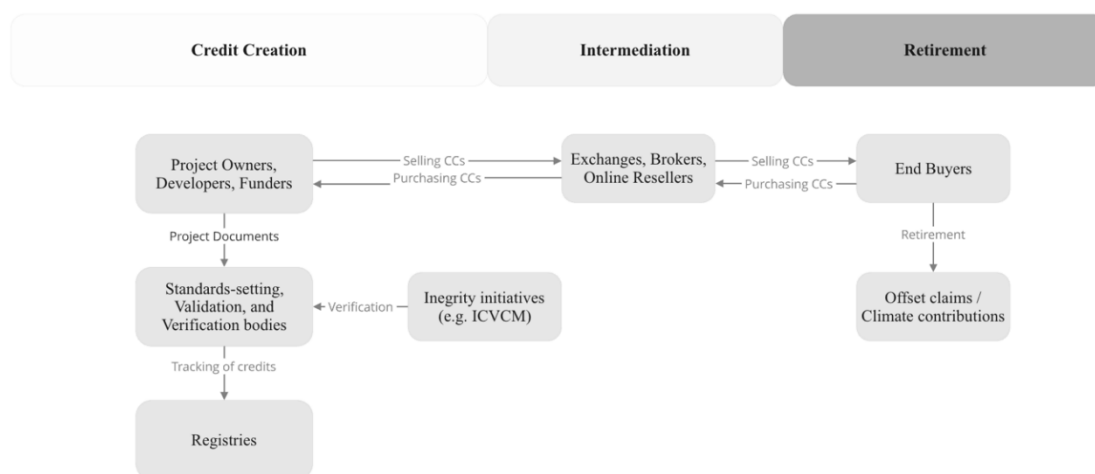 Credit Creation
Intermediation
Retirement
Project Owners,
Developers, Funders
Selling CCs
Purchasing CCs
Exchanges, Brokers,
Online Resellers
Selling CCs
Purchasing CCs
End Buyers
Project Documents
Retirement
Standards-setting,
Validation, and
Verification bodies
Verification
Inegrity initiatives
(e.g. ICVCM)
Offset claims /
Climate contributions
Tracking of credits
Registries